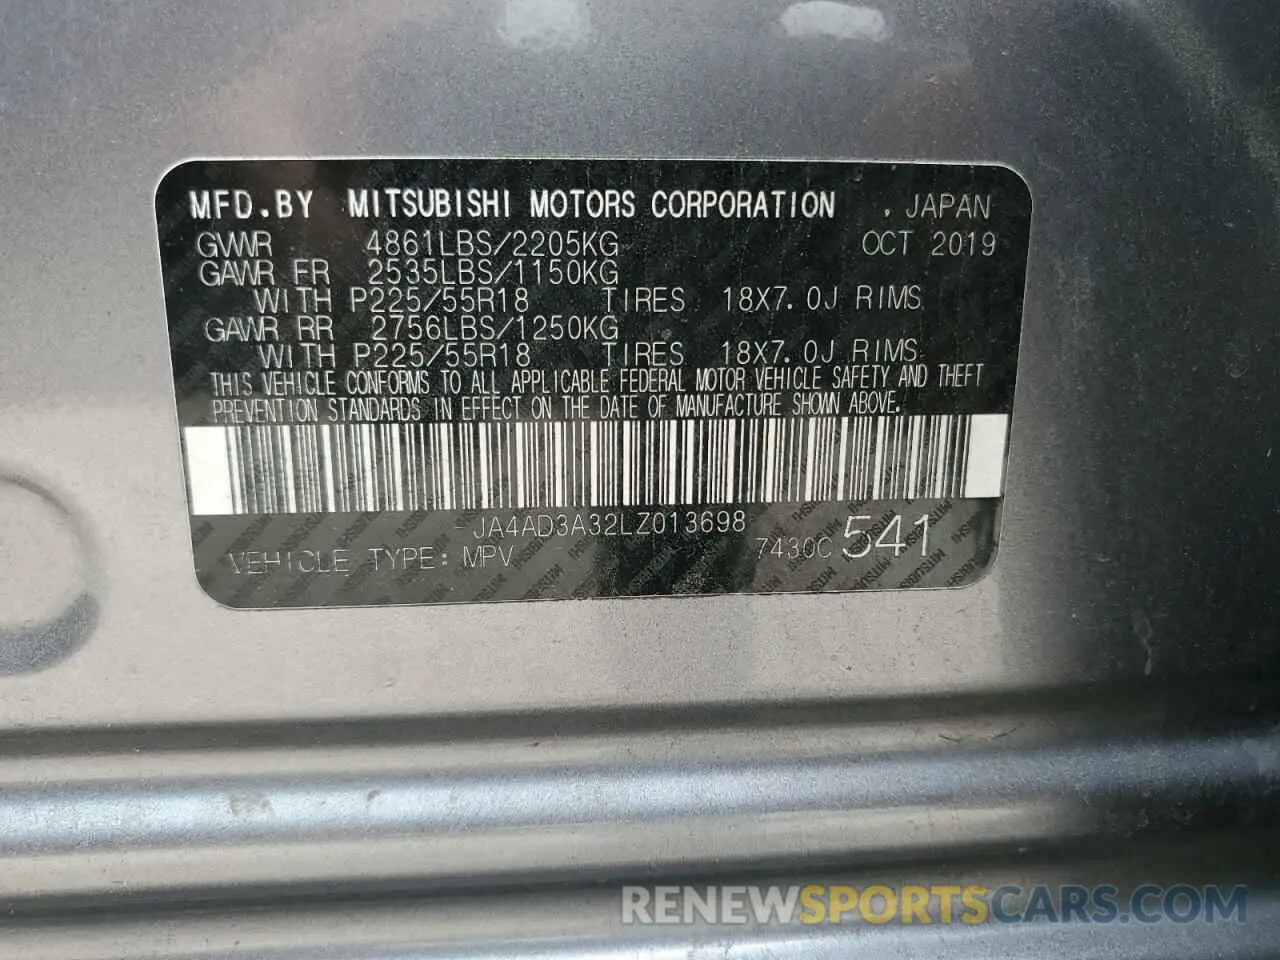 MFD.BY MITSUBISHI MOTORS CORPORATION , JAPAN
GVWR 4861LBS/2205KG OCT 2019
GAWR FR 2535LBS/1150KG
WITH P225/55R18 TIRES 18X7.0J RIMS
GAWR RR 2756LBS/1250KG
WITH P225/55R18 TIRES 18X7.0J RIMS
THIS VEHICLE CONFORMS TO ALL APPLICABLE FEDERAL MOTOR VEHICLE SAFETY AND THEFT
PREVENTION STANDARDS IN EFFECT ON THE DATE OF MANUFACTURE SHOWN ABOVE.
JA4AD3A32LZ013698
VEHICLE TYPE: MPV 7430C 541
RENEWSPORTSCARS.COM